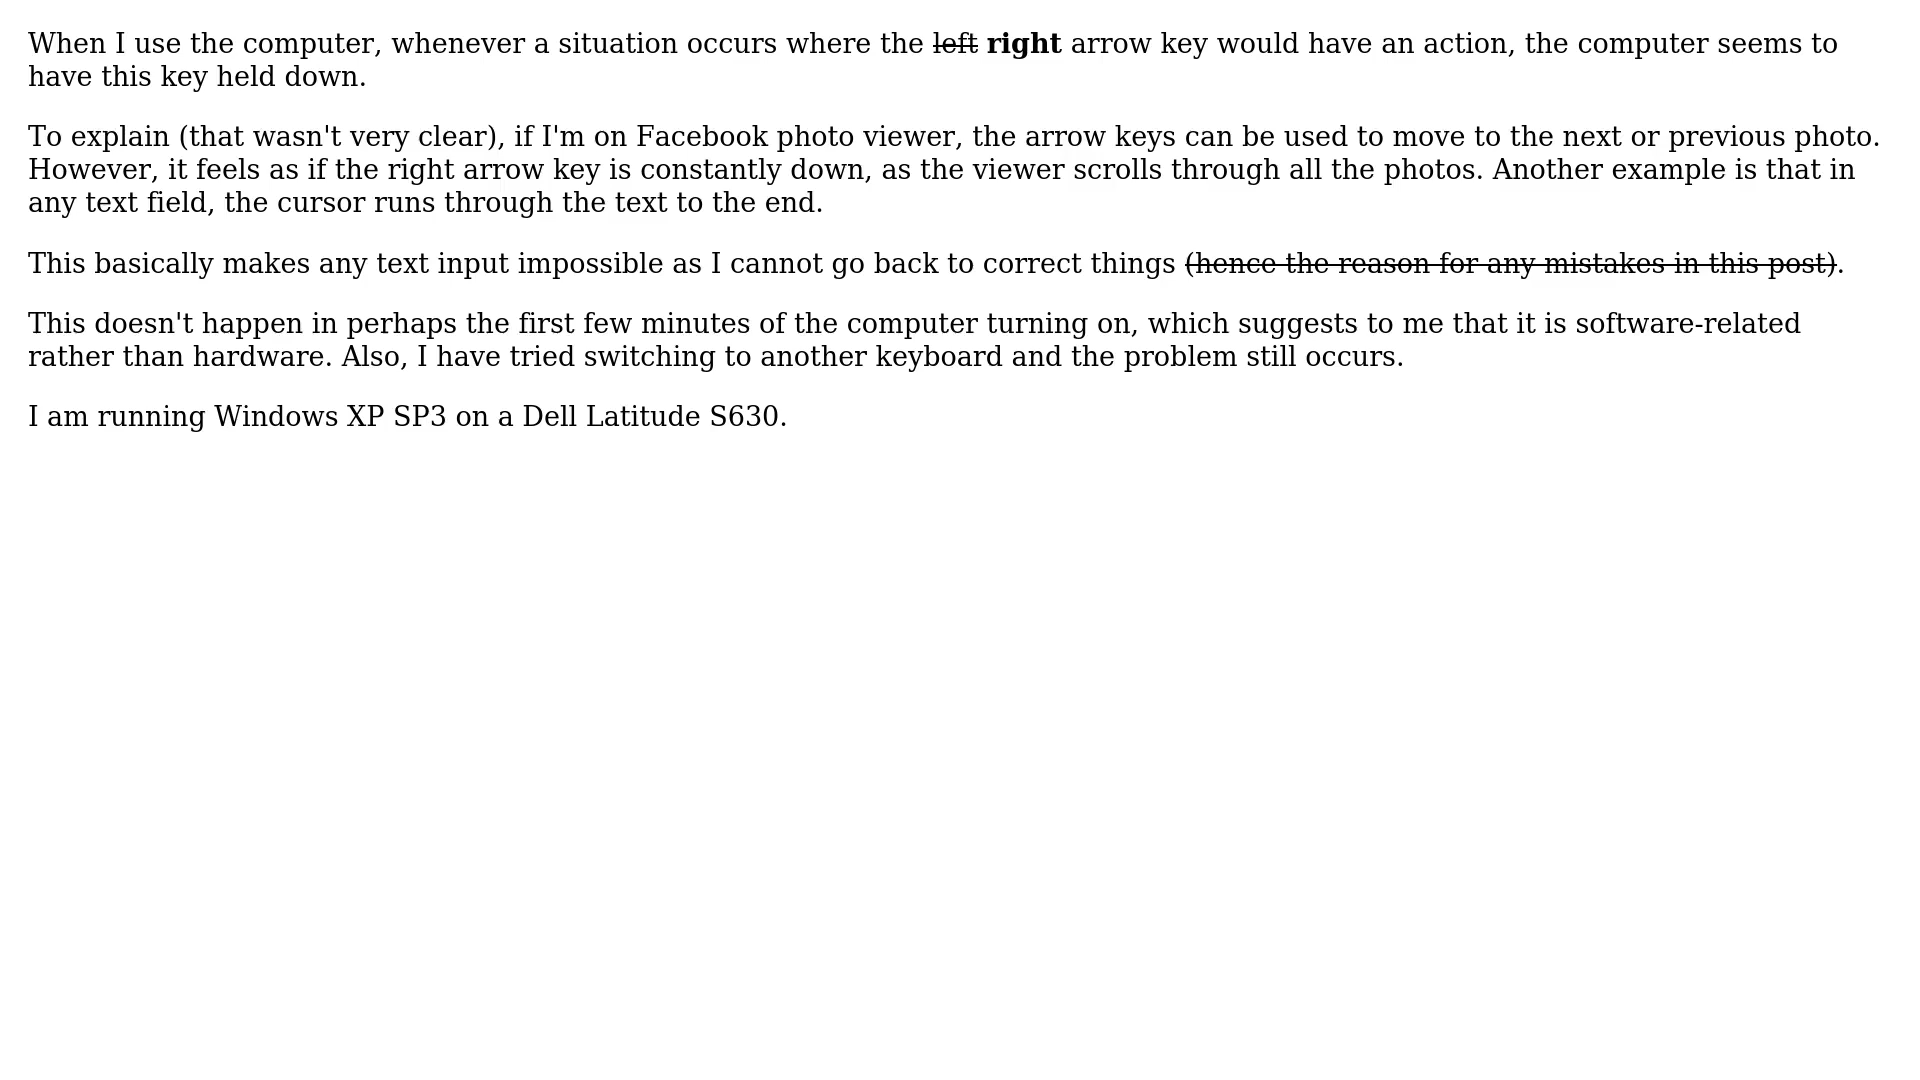 When I use the computer, whenever a situation occurs where the left right arrow key would have an action, the computer seems to
have this key held down.
To explain (that wasn't very clear), if I'm on Facebook photo viewer, the arrow keys can be used to move to the next or previous photo.
However, it feels as if the right arrow key is constantly down, as the viewer scrolls through all the photos. Another example is that in
any text field, the cursor runs through the text to the end.
This basically makes any text input impossible as I cannot go back to correct things (hence the reason for any mistakes in this post).
This doesn't happen in perhaps the first few minutes of the computer turning on, which suggests to me that it is software-related
rather than hardware. Also, I have tried switching to another keyboard and the problem still occurs.
I am running Windows XP SP3 on a Dell Latitude S630.